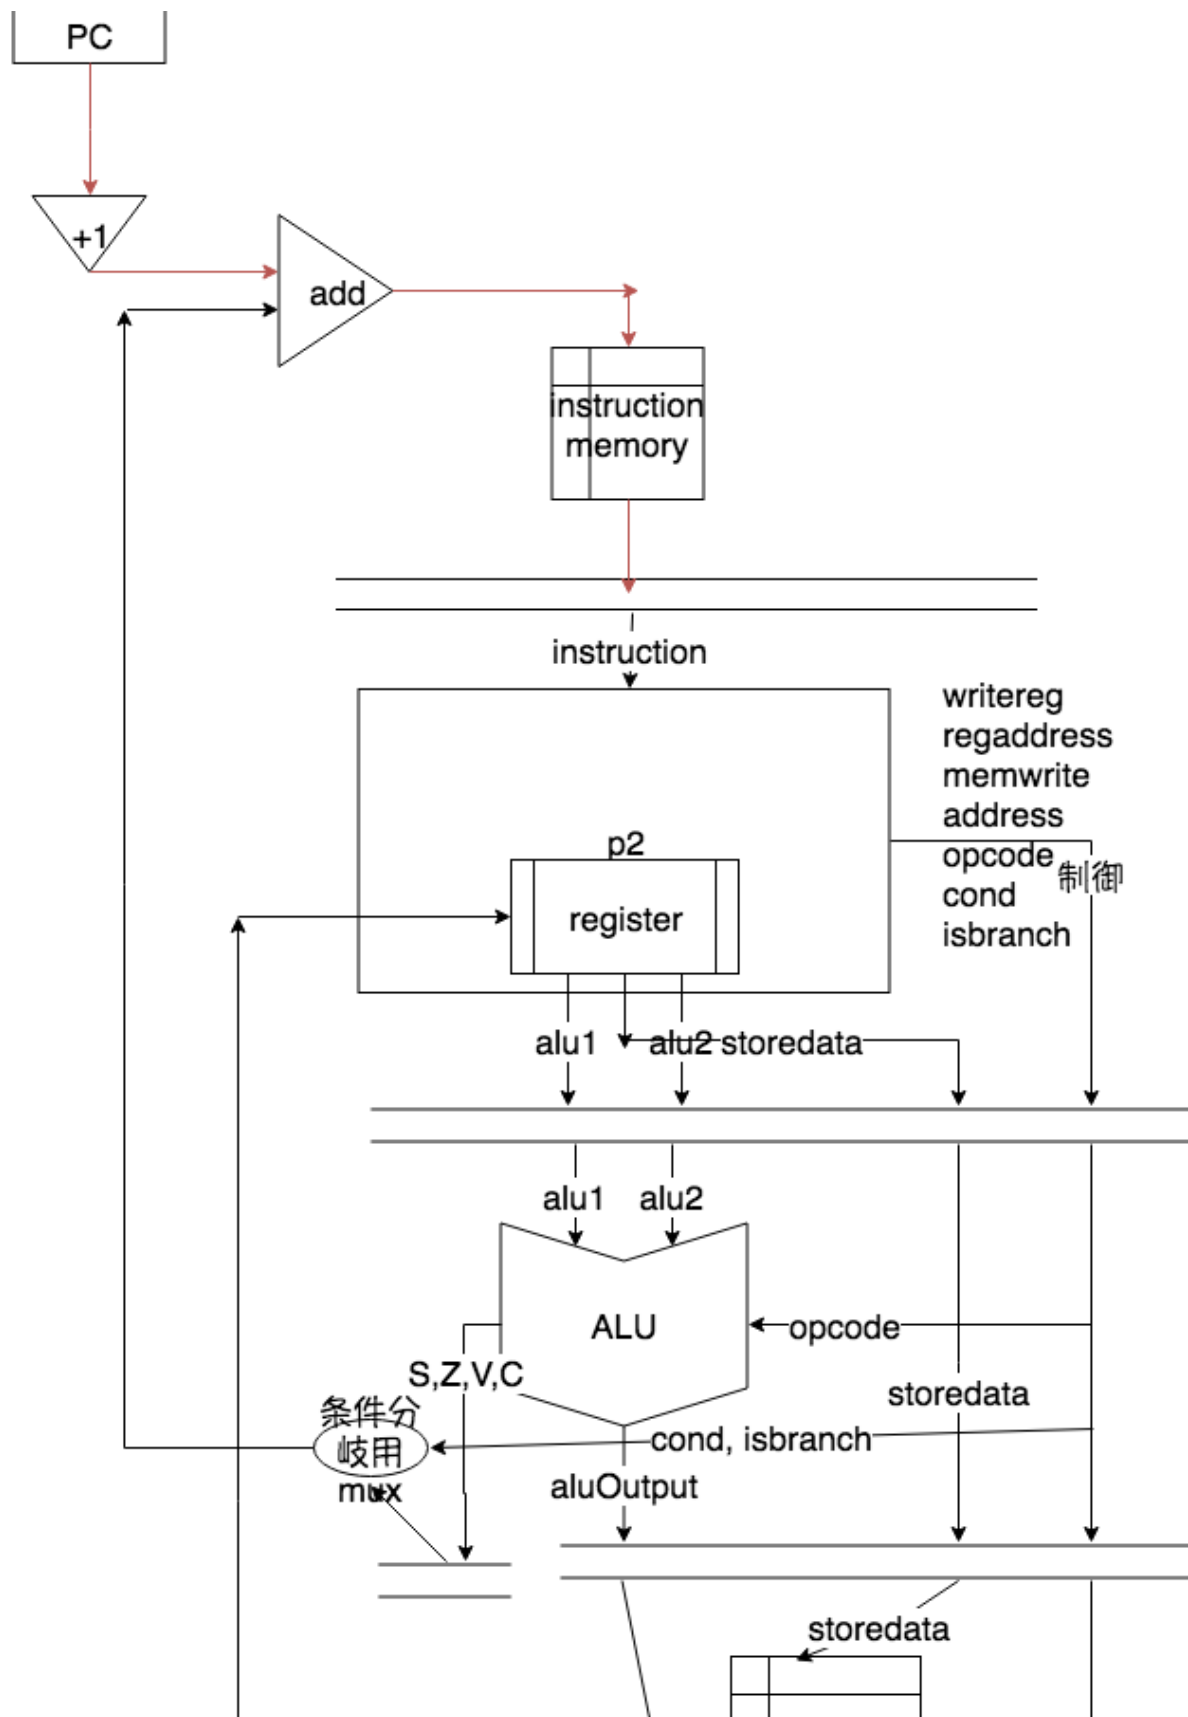 PC
+1
add
instruction
memory
instruction
writereg
regaddress
memwrite
address
opcode
cond
isbranch
制御
p2
register
alu1
alu2
storedata
alu1
alu2
ALU
opcode
S,Z,V,C
storedata
条件分
岐用
mux
cond, isbranch
aluOutput
storedata